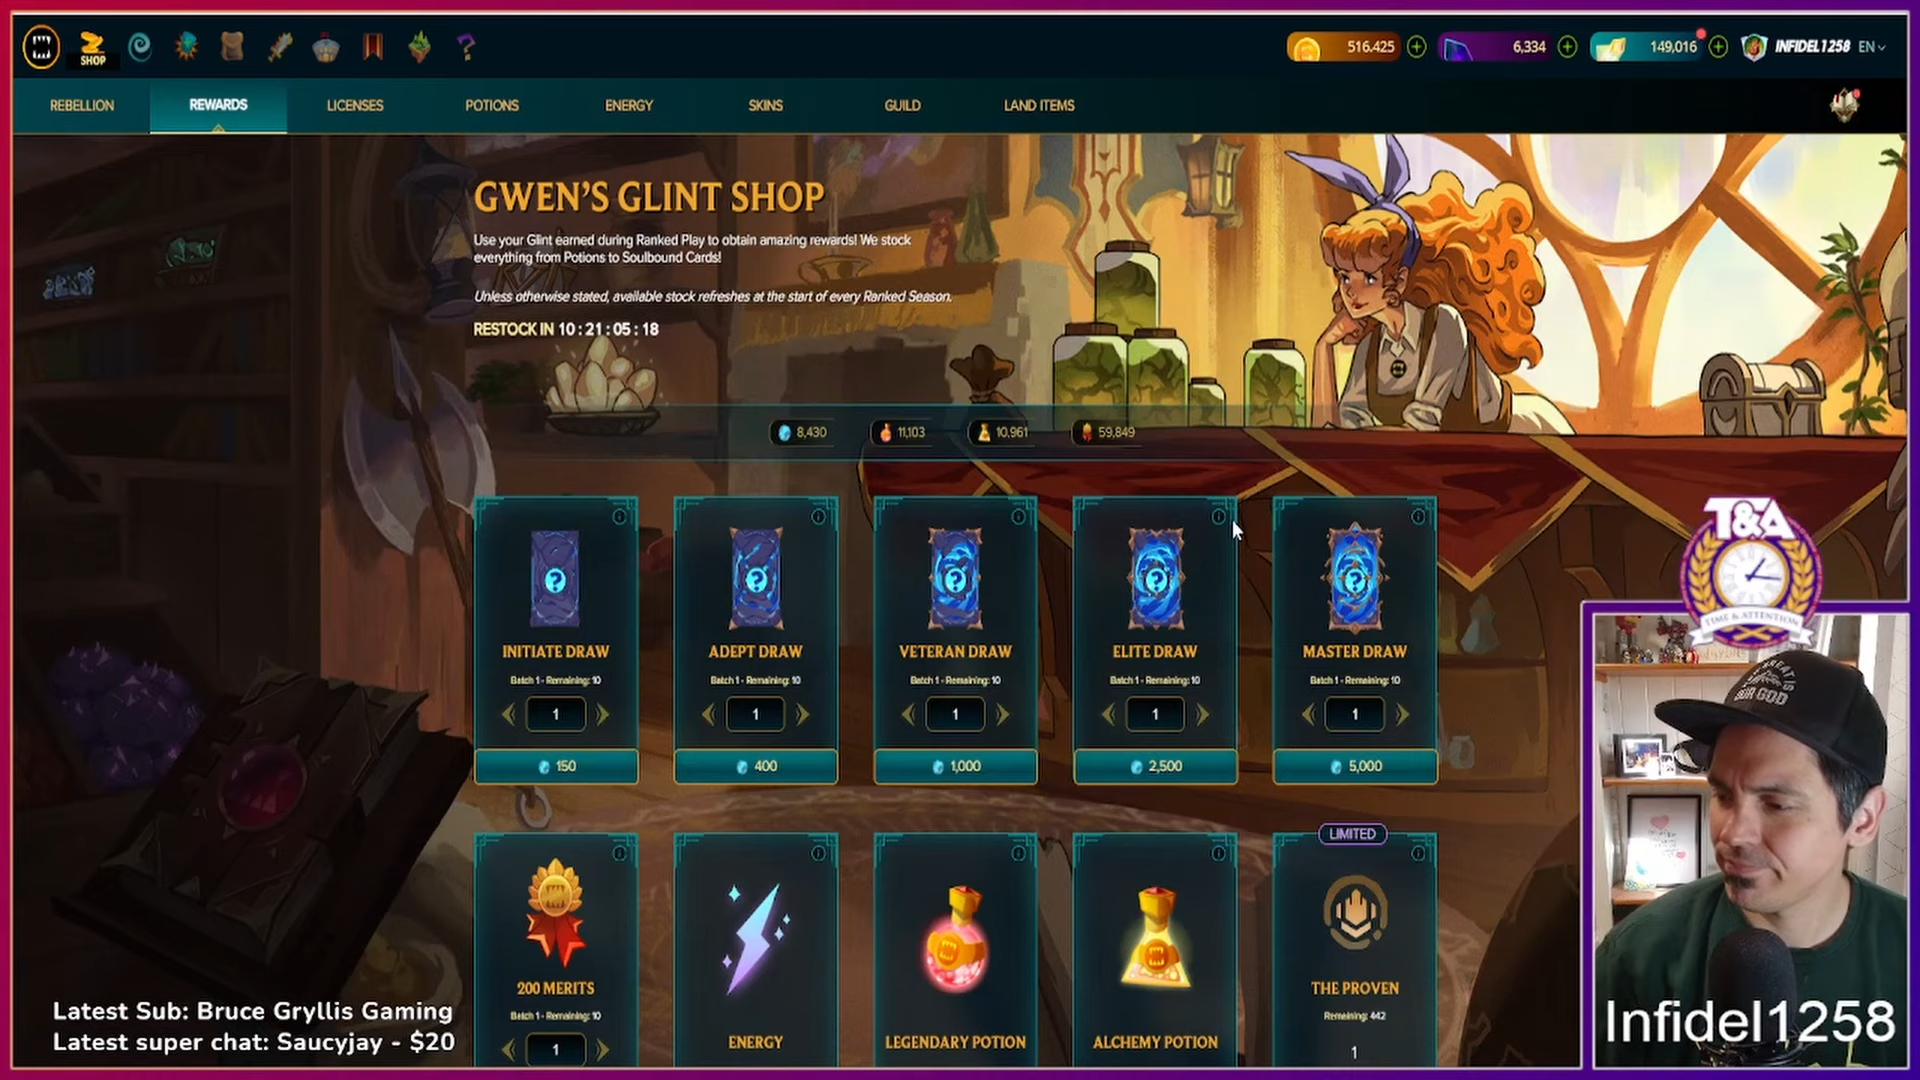 SHOP
516.425
6,334
149,016
INFIDEL1258 EN
REBELLION
REWARDS
LICENSES
POTIONS
ENERGY
SKINS
GUILD
LAND ITEMS
GWEN'S GLINT SHOP
Use your Glint earned during Ranked Play to obtain amazing rewards! We stock
everything from Potions to Soulbound Cards!
Unless otherwise stated, available stock refreshes at the start of every Ranked Season.
RESTOCK IN 10 : 21 : 05 : 18
8,430
11,103
10,961
59,849
INITIATE DRAW
Batch 1 - Remaining: 10
1
150
ADEPT DRAW
Batch 1 - Remaining: 10
1
400
VETERAN DRAW
Batch 1 - Remaining: 10
1
1,000
ELITE DRAW
Batch 1 - Remaining: 10
1
2,500
MASTER DRAW
Batch 1 - Remaining: 10
1
5,000
200 MERITS
Batch 1 - Remaining: 10
1
ENERGY
LEGENDARY POTION
ALCHEMY POTION
LIMITED
THE PROVEN
Remaining: 442
1
T&A
TIME & ATTENTION
OUR GOD
Infidel1258
Latest Sub: Bruce Gryllis Gaming
Latest super chat: Saucyjay - $20